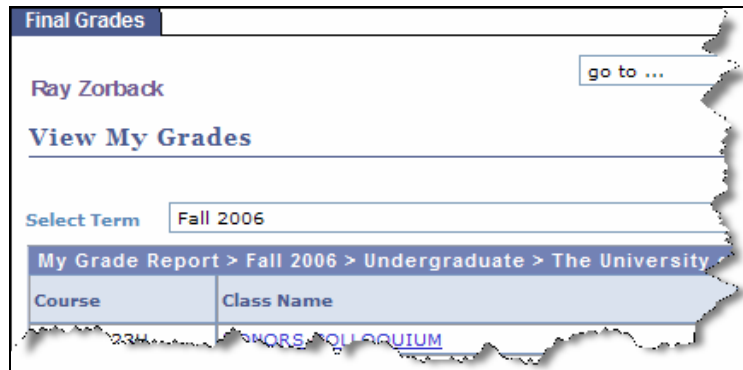 Final Grades
go to ...
Ray Zorback
View My Grades
Select Term Fall 2006
My Grade Report > Fall 2006 > Undergraduate > The University
Course Class Name
COLLOQUIUM